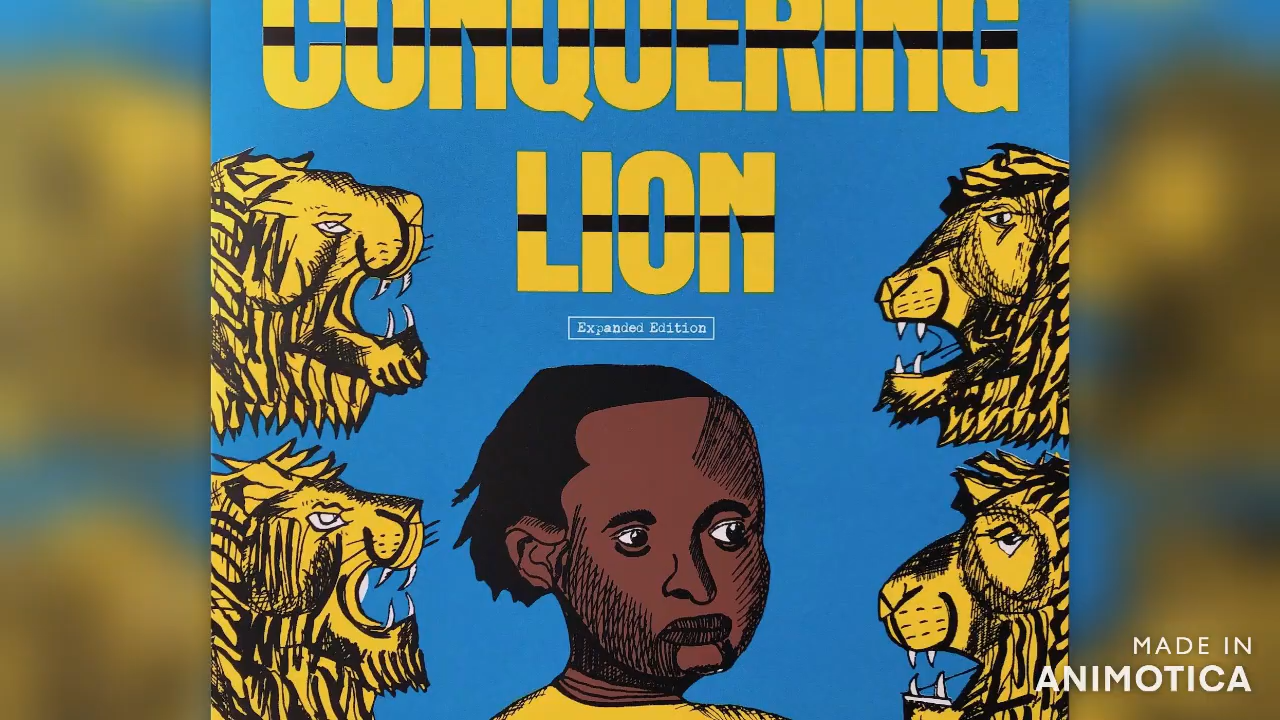 CONQUERING
LION
Expanded Edition
MADE IN
ANIMOTICA